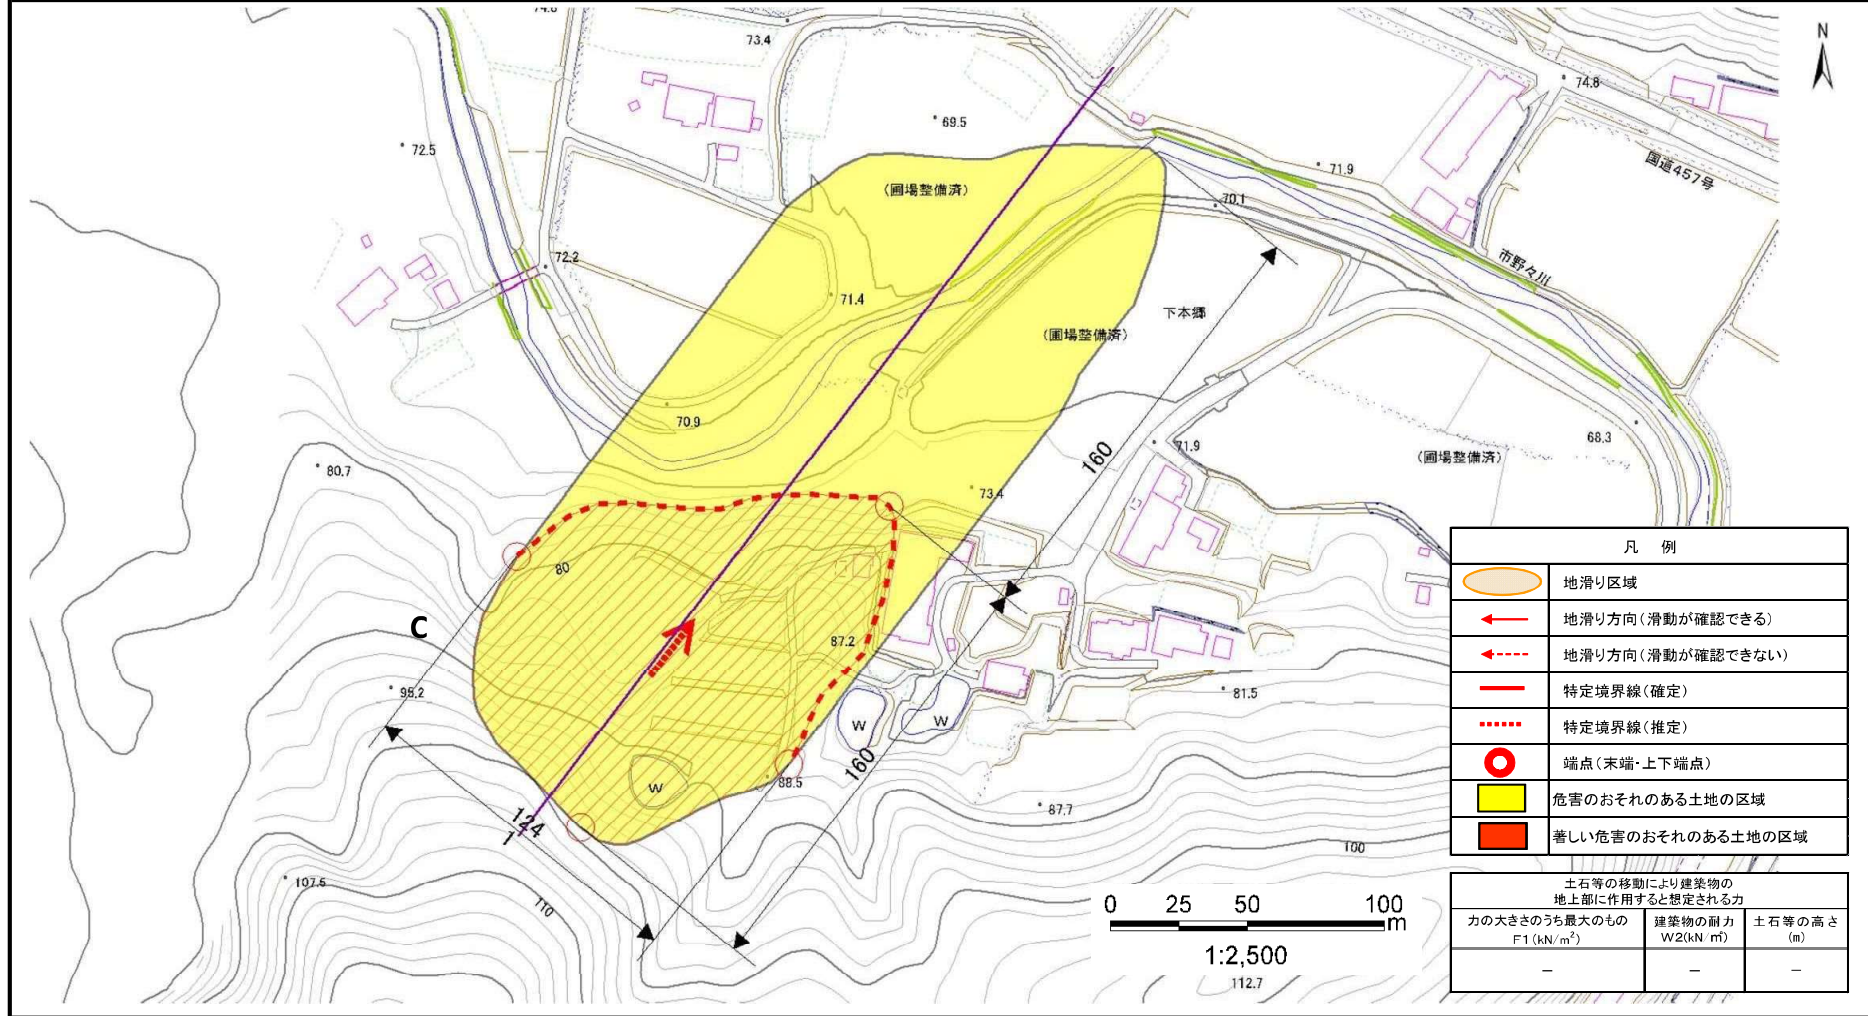 73.4
N
74.8
69.5
72.5
71.9
国道457号
(圃場整備済)
70.1
72.2
市野々川
71.4
下本郷
(圃場整備済)
70.9
71.9
68.3
160
(圃場整備済)
80.7
73.4
80
C
87.2
95.2
81.5
W
W
160
W
88.5
87.7
124
1
100
107.5
110
112.7
0 25 50 100
m
1:2,500
凡 例
地滑り区域
地滑り方向(滑動が確認できる)
地滑り方向(滑動が確認できない)
特定境界線(確定)
特定境界線(推定)
端点(末端・上下端点)
危害のおそれのある土地の区域
著しい危害のおそれのある土地の区域
土石等の移動により建築物の
地上部に作用すると想定される力
力の大きさのうち最大のもの
F1(kN/m²)
建築物の耐力
W2(kN/㎡)
土石等の高さ
(m)
－ － －